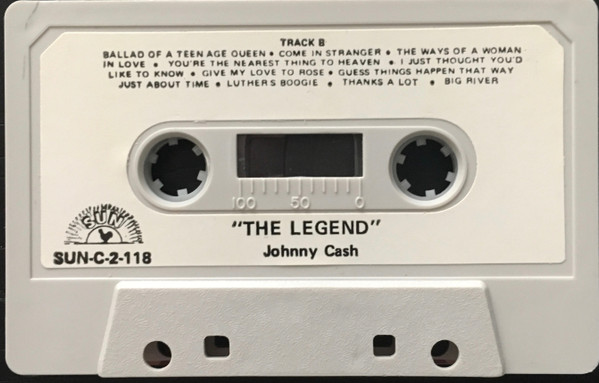 TRACK B
BALLAD OF A TEEN AGE QUEEN • COME IN STRANGER • THE WAYS OF A WOMAN
IN LOVE • YOU'RE THE NEAREST THING TO HEAVEN • I JUST THOUGHT YOU'D
LIKE TO KNOW • GIVE MY LOVE TO ROSE • GUESS THINGS HAPPEN THAT WAY
JUST ABOUT TIME • LUTHER'S BOOGIE • THANKS A LOT • BIG RIVER
100 50 0
SUN
"THE LEGEND"
SUN-C-2-118
Johnny Cash